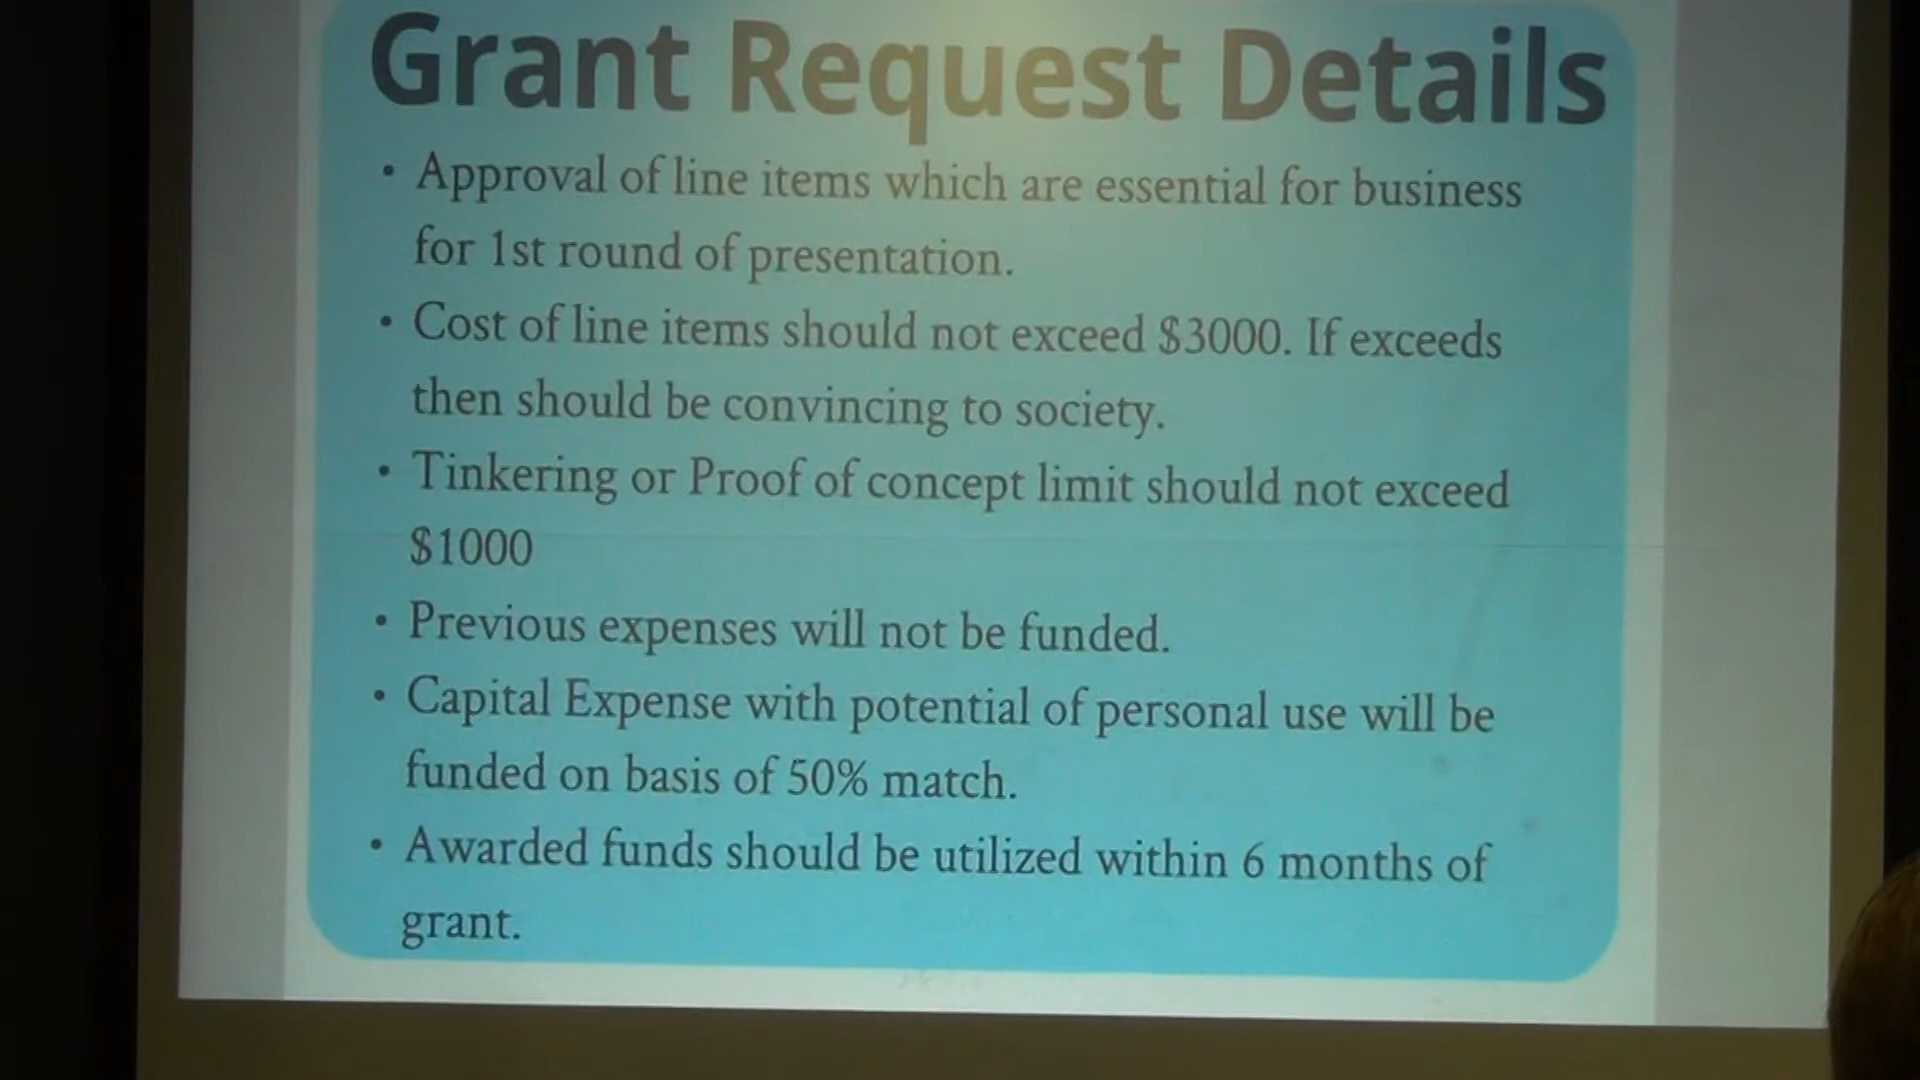 Grant Request Details
• Approval of line items which are essential for business
for 1st round of presentation.
• Cost of line items should not exceed $3000. If exceeds
then should be convincing to society.
• Tinkering or Proof of concept limit should not exceed
$1000
• Previous expenses will not be funded.
• Capital Expense with potential of personal use will be
funded on basis of 50% match.
• Awarded funds should be utilized within 6 months of
grant.